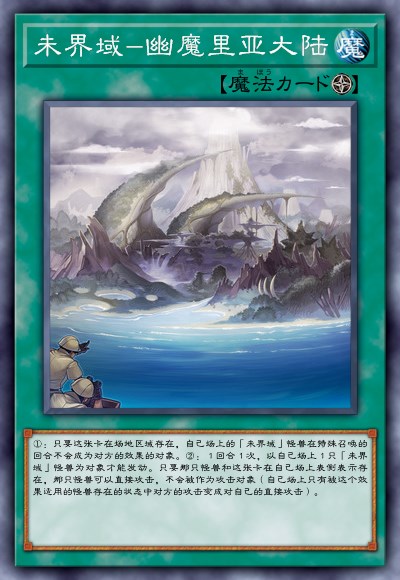 未界域-幽魔里亚大陆
魔
【魔法カード】
まほう
①:只要这张卡在场地区域存在,自己场上的「未界域」怪兽在特殊召唤的
回合不会成为对方的效果的对象。②:1回合1次,以自己场上1只「未界
域」怪兽为对象才能发动。只要那只怪兽和这张卡在自己场上表侧表示存
在,那只怪兽可以直接攻击,不会被作为攻击对象(自己场上只有被这个效
果适用的怪兽存在的状态中对方的攻击变成对自己的直接攻击)。